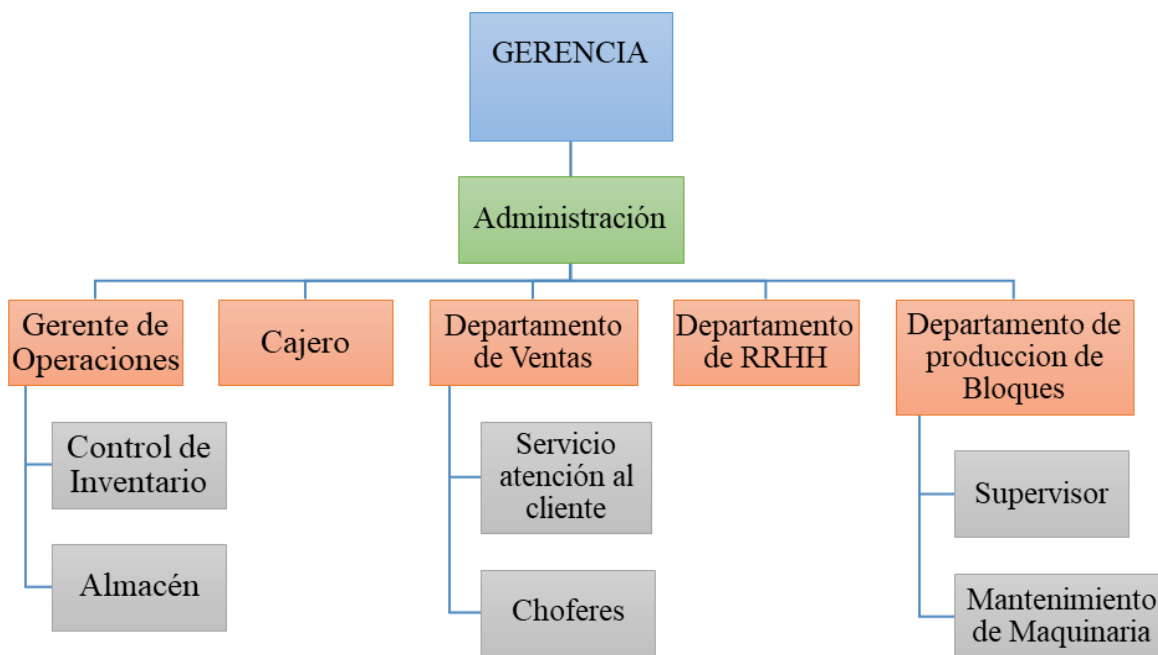 GERENCIA
Administración
Gerente de
Operaciones
Cajero
Departamento
de Ventas
Departamento
de RRHH
Departamento de
produccion de
Bloques
Control de
Inventario
Almacén
Servicio
atención al
cliente
Choferes
Supervisor
Mantenimiento
de Maquinaria